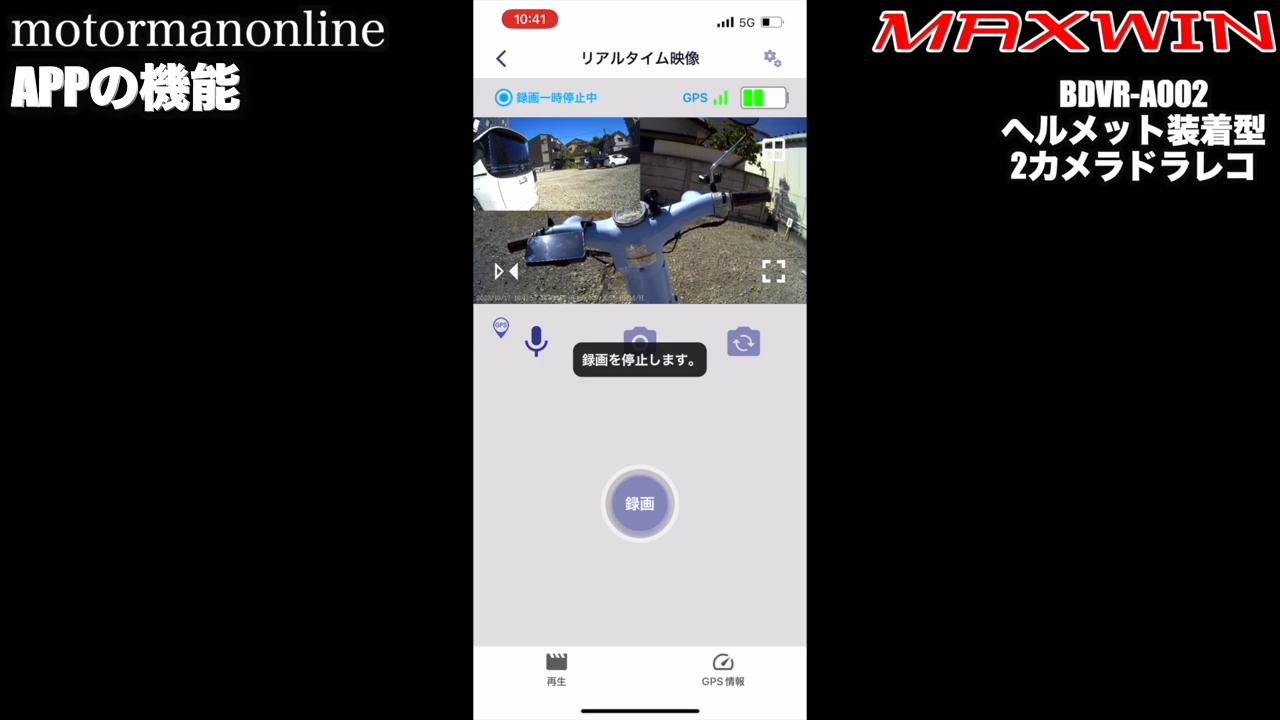 motormanonline
APPの機能
MAXWIN
BDVR-A002
ヘルメット装着型
2カメラドラレコ
10:41
5G
リアルタイム映像
録画一時停止中
GPS
GPS
録画を停止します。
録画
再生
GPS情報